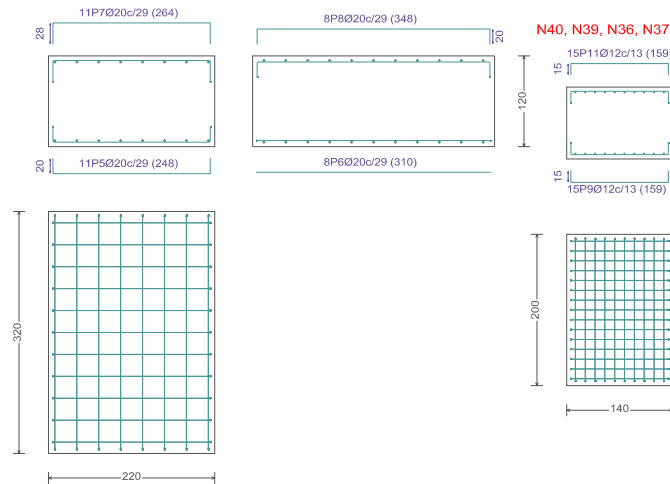 11P7Ø20c/29 (264)
28
8P8Ø20c/29 (348)
20
N40, N39, N36, N37
15P11Ø12c/13 (159)
15
120
20
11P5Ø20c/29 (248)
8P6Ø20c/29 (310)
15
15P9Ø12c/13 (159)
320
220
200
140